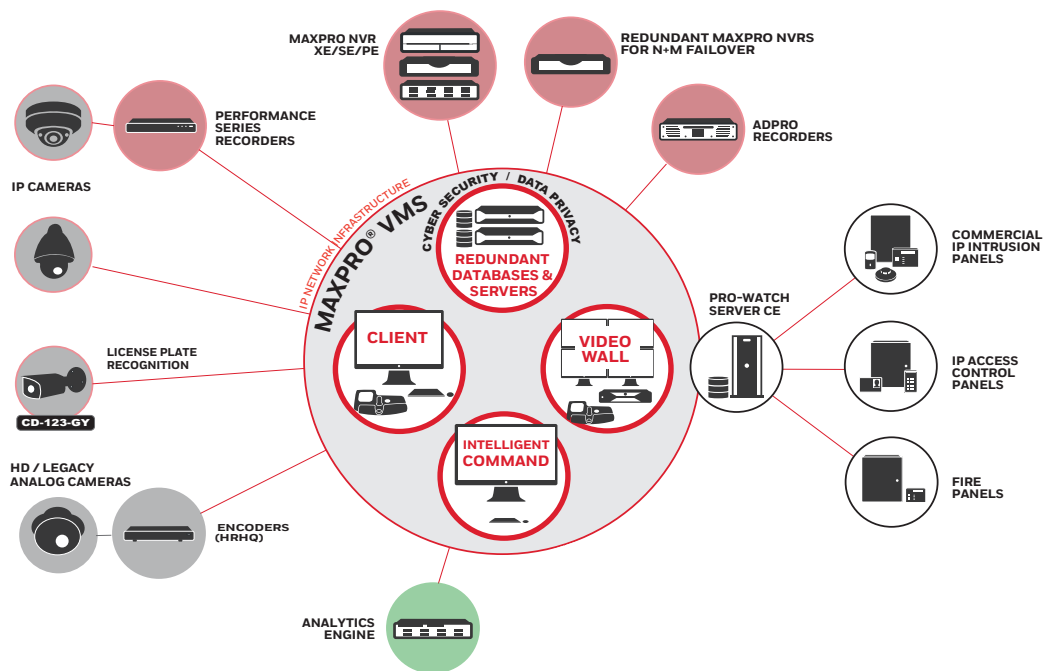 MAXPRO NVR
XE/SE/PE
REDUNDANT MAXPRO NVRS
FOR N+M FAILOVER
PERFORMANCE
SERIES
RECORDERS
ADPRO
RECORDERS
IP CAMERAS
IP NETWORK INFRASTRUCTURE
MAXPRO® VMS
CYBER SECURITY / DATA PRIVACY
REDUNDANT
DATABASES &
SERVERS
COMMERCIAL
IP INTRUSION
PANELS
PRO-WATCH
SERVER CE
CLIENT
VIDEO
WALL
LICENSE PLATE
RECOGNITION
IP ACCESS
CONTROL
PANELS
CD-123-GY
INTELLIGENT
COMMAND
HD / LEGACY
ANALOG CAMERAS
ENCODERS
(HRHQ)
FIRE
PANELS
ANALYTICS
ENGINE